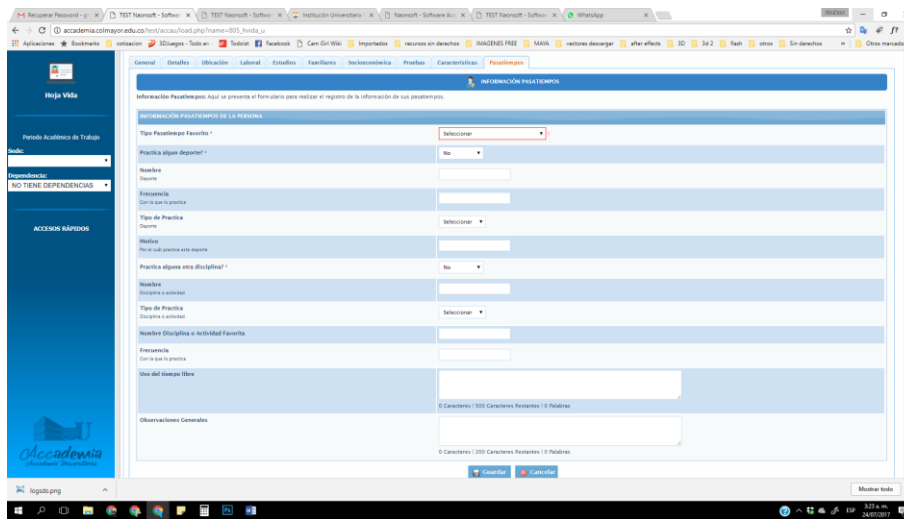 M Recuperar Password - 
TEST Naonsoft - Softwar
TEST Naonsoft - Softwar
Institución Universitaria
Naonsoft - Software Aca
TEST Naonsoft - Softwar
WhatsApp
accademia.colmayor.edu.co/test/accau/load.php?name=805_hvida_u
Aplicaciones Bookmarks cotizacion 3DJuegos - Todo en Todoist Facebook Cam Girl Wiki Importados recursos sin derechos IMAGENES FREE MAYA vectores descargar after effects 3D 3d 2 flash otros Sin derechos » Otros marcado
General Detalles Ubicación Laboral Estudios Familiares Socioeconómica Pruebas Características Pasatiempos
INFORMACIÓN PASATIEMPOS
Hoja Vida
Información Pasatiempos: Aquí se presenta el formulario para realizar el registro de la información de sus pasatiempos.
INFORMACIÓN PASATIEMPOS DE LA PERSONA
Periodo Académico de Trabajo
Sede:
Dependencia:
NO TIENE DEPENDENCIAS
ACCESOS RÁPIDOS
Tipo Pasatiempo Favorito * Seleccionar
Practica algun deporte? * No
Nombre
Deporte
Frecuencia
Con la que lo practica
Tipo de Practica
Deporte
Seleccionar
Motivo
Por el cuál practica este deporte
Practica alguna otra disciplina? * No
Nombre
Disciplina o actividad
Tipo de Practica
Disciplina o actividad
Seleccionar
Nombre Disciplina o Actividad Favorita
Frecuencia
Con la que lo practica
Uso del tiempo libre
0 Caracteres | 500 Caracteres Restantes | 0 Palabras
Observaciones Generales
0 Caracteres | 200 Caracteres Restantes | 0 Palabras
Guardar Cancelar
U
Accademia
Accademia Universitaria
logsdo.png
Mostrar todo
ESP
3:23 a.m.
24/07/2017